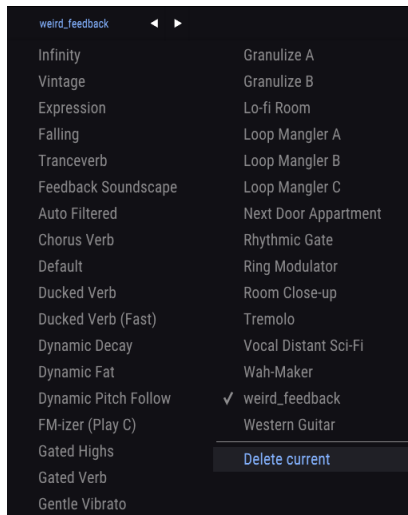 weird_feedback
Infinity
Vintage
Expression
Falling
Tranceverb
Feedback Soundscape
Auto Filtered
Chorus Verb
Default
Ducked Verb
Ducked Verb (Fast)
Dynamic Decay
Dynamic Fat
Dynamic Pitch Follow
FM-izer (Play C)
Gated Highs
Gated Verb
Gentle Vibrato
Granulize A
Granulize B
Lo-fi Room
Loop Mangler A
Loop Mangler B
Loop Mangler C
Next Door Appartment
Rhythmic Gate
Ring Modulator
Room Close-up
Tremolo
Vocal Distant Sci-Fi
Wah-Maker
weird_feedback
Western Guitar
Delete current